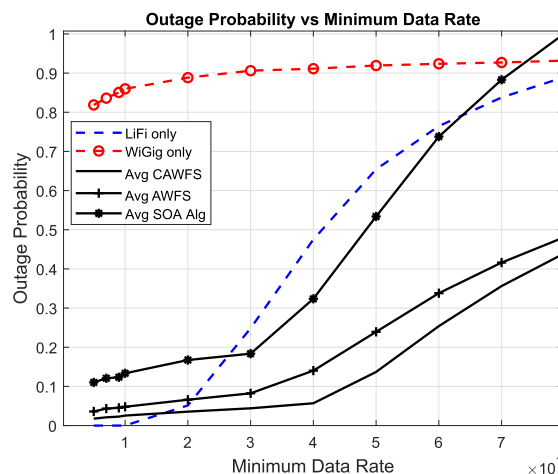 Outage Probability vs Minimum Data Rate
1
0.9
0.8
0.7
0.6
0.5
0.4
0.3
0.2
0.1
0
Outage Probability
LiFi only
WiGig only
Avg CAWFS
Avg AWFS
Avg SOA Alg
1 2 3 4 5 6 7
×10
Minimum Data Rate